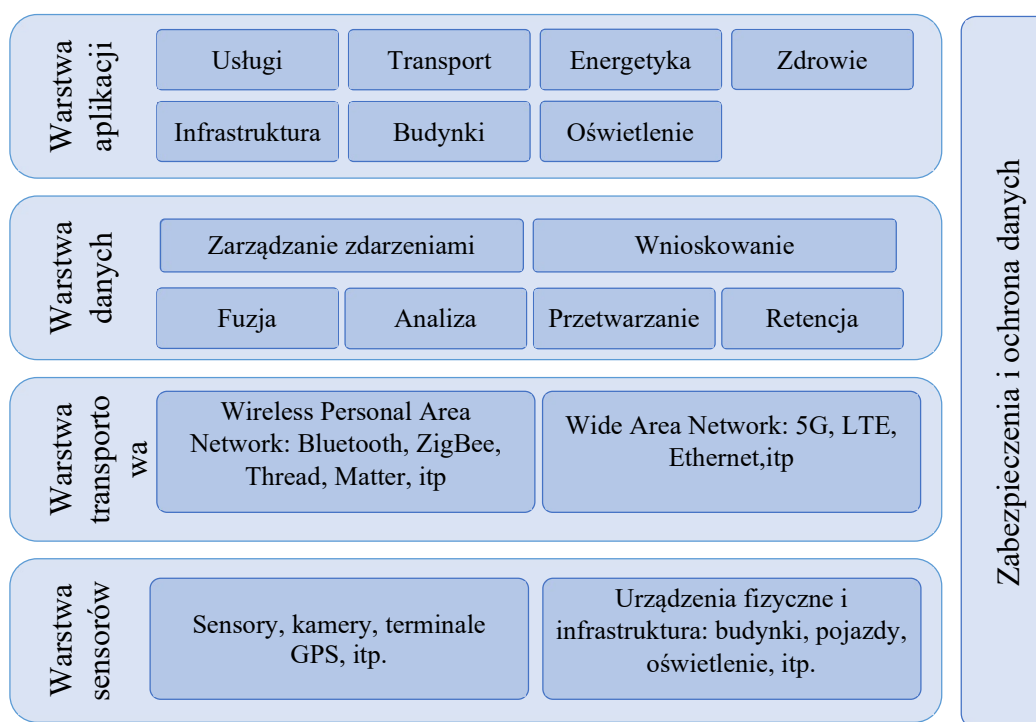 Warstwa
aplikacji
Usługi
Transport
Energetyka
Zdrowie
Infrastruktura
Budynki
Oświetlenie
Warstwa
danych
Zarządzanie zdarzeniami
Wnioskowanie
Fuzja
Analiza
Przetwarzanie
Retencja
Warstwa
transporto
wa
Wireless Personal Area
Network: Bluetooth, ZigBee,
Thread, Matter, itp
Wide Area Network: 5G, LTE,
Ethernet,itp
Warstwa
sensorów
Sensory, kamery, terminale
GPS, itp.
Urządzenia fizyczne i
infrastruktura: budynki, pojazdy,
oświetlenie, itp.
Zabezpieczenia i ochrona danych